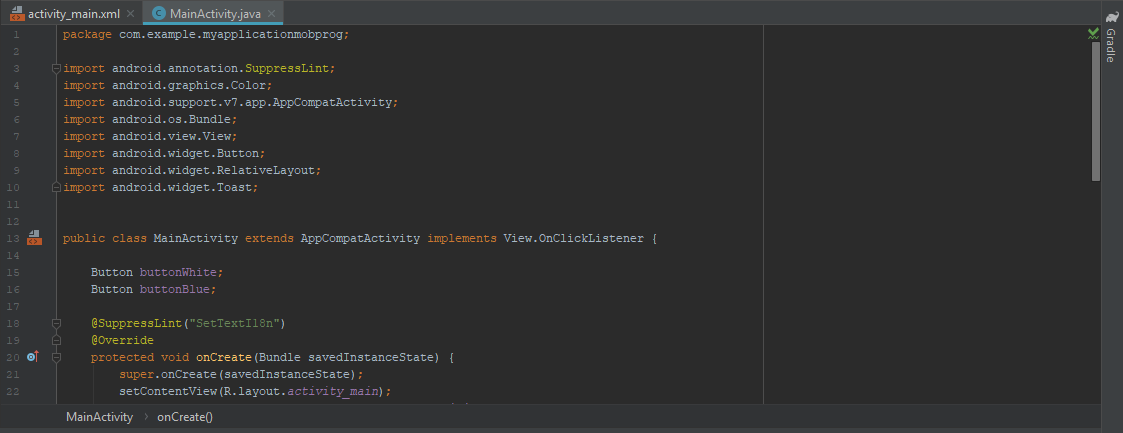 activity_main.xml
MainActivity.java
Gradle
1 package com.example.myapplicationmobprog;
2
3 import android.annotation.SuppressLint;
4 import android.graphics.Color;
5 import android.support.v7.app.AppCompatActivity;
6 import android.os.Bundle;
7 import android.view.View;
8 import android.widget.Button;
9 import android.widget.RelativeLayout;
10 import android.widget.Toast;
11
12
13 public class MainActivity extends AppCompatActivity implements View.OnClickListener {
14
15 Button buttonWhite;
16 Button buttonBlue;
17
18 @SuppressLint("SetTextI18n")
19 @Override
20 protected void onCreate(Bundle savedInstanceState) {
21 super.onCreate(savedInstanceState);
22 setContentView(R.layout.activity_main);
MainActivity › onCreate()